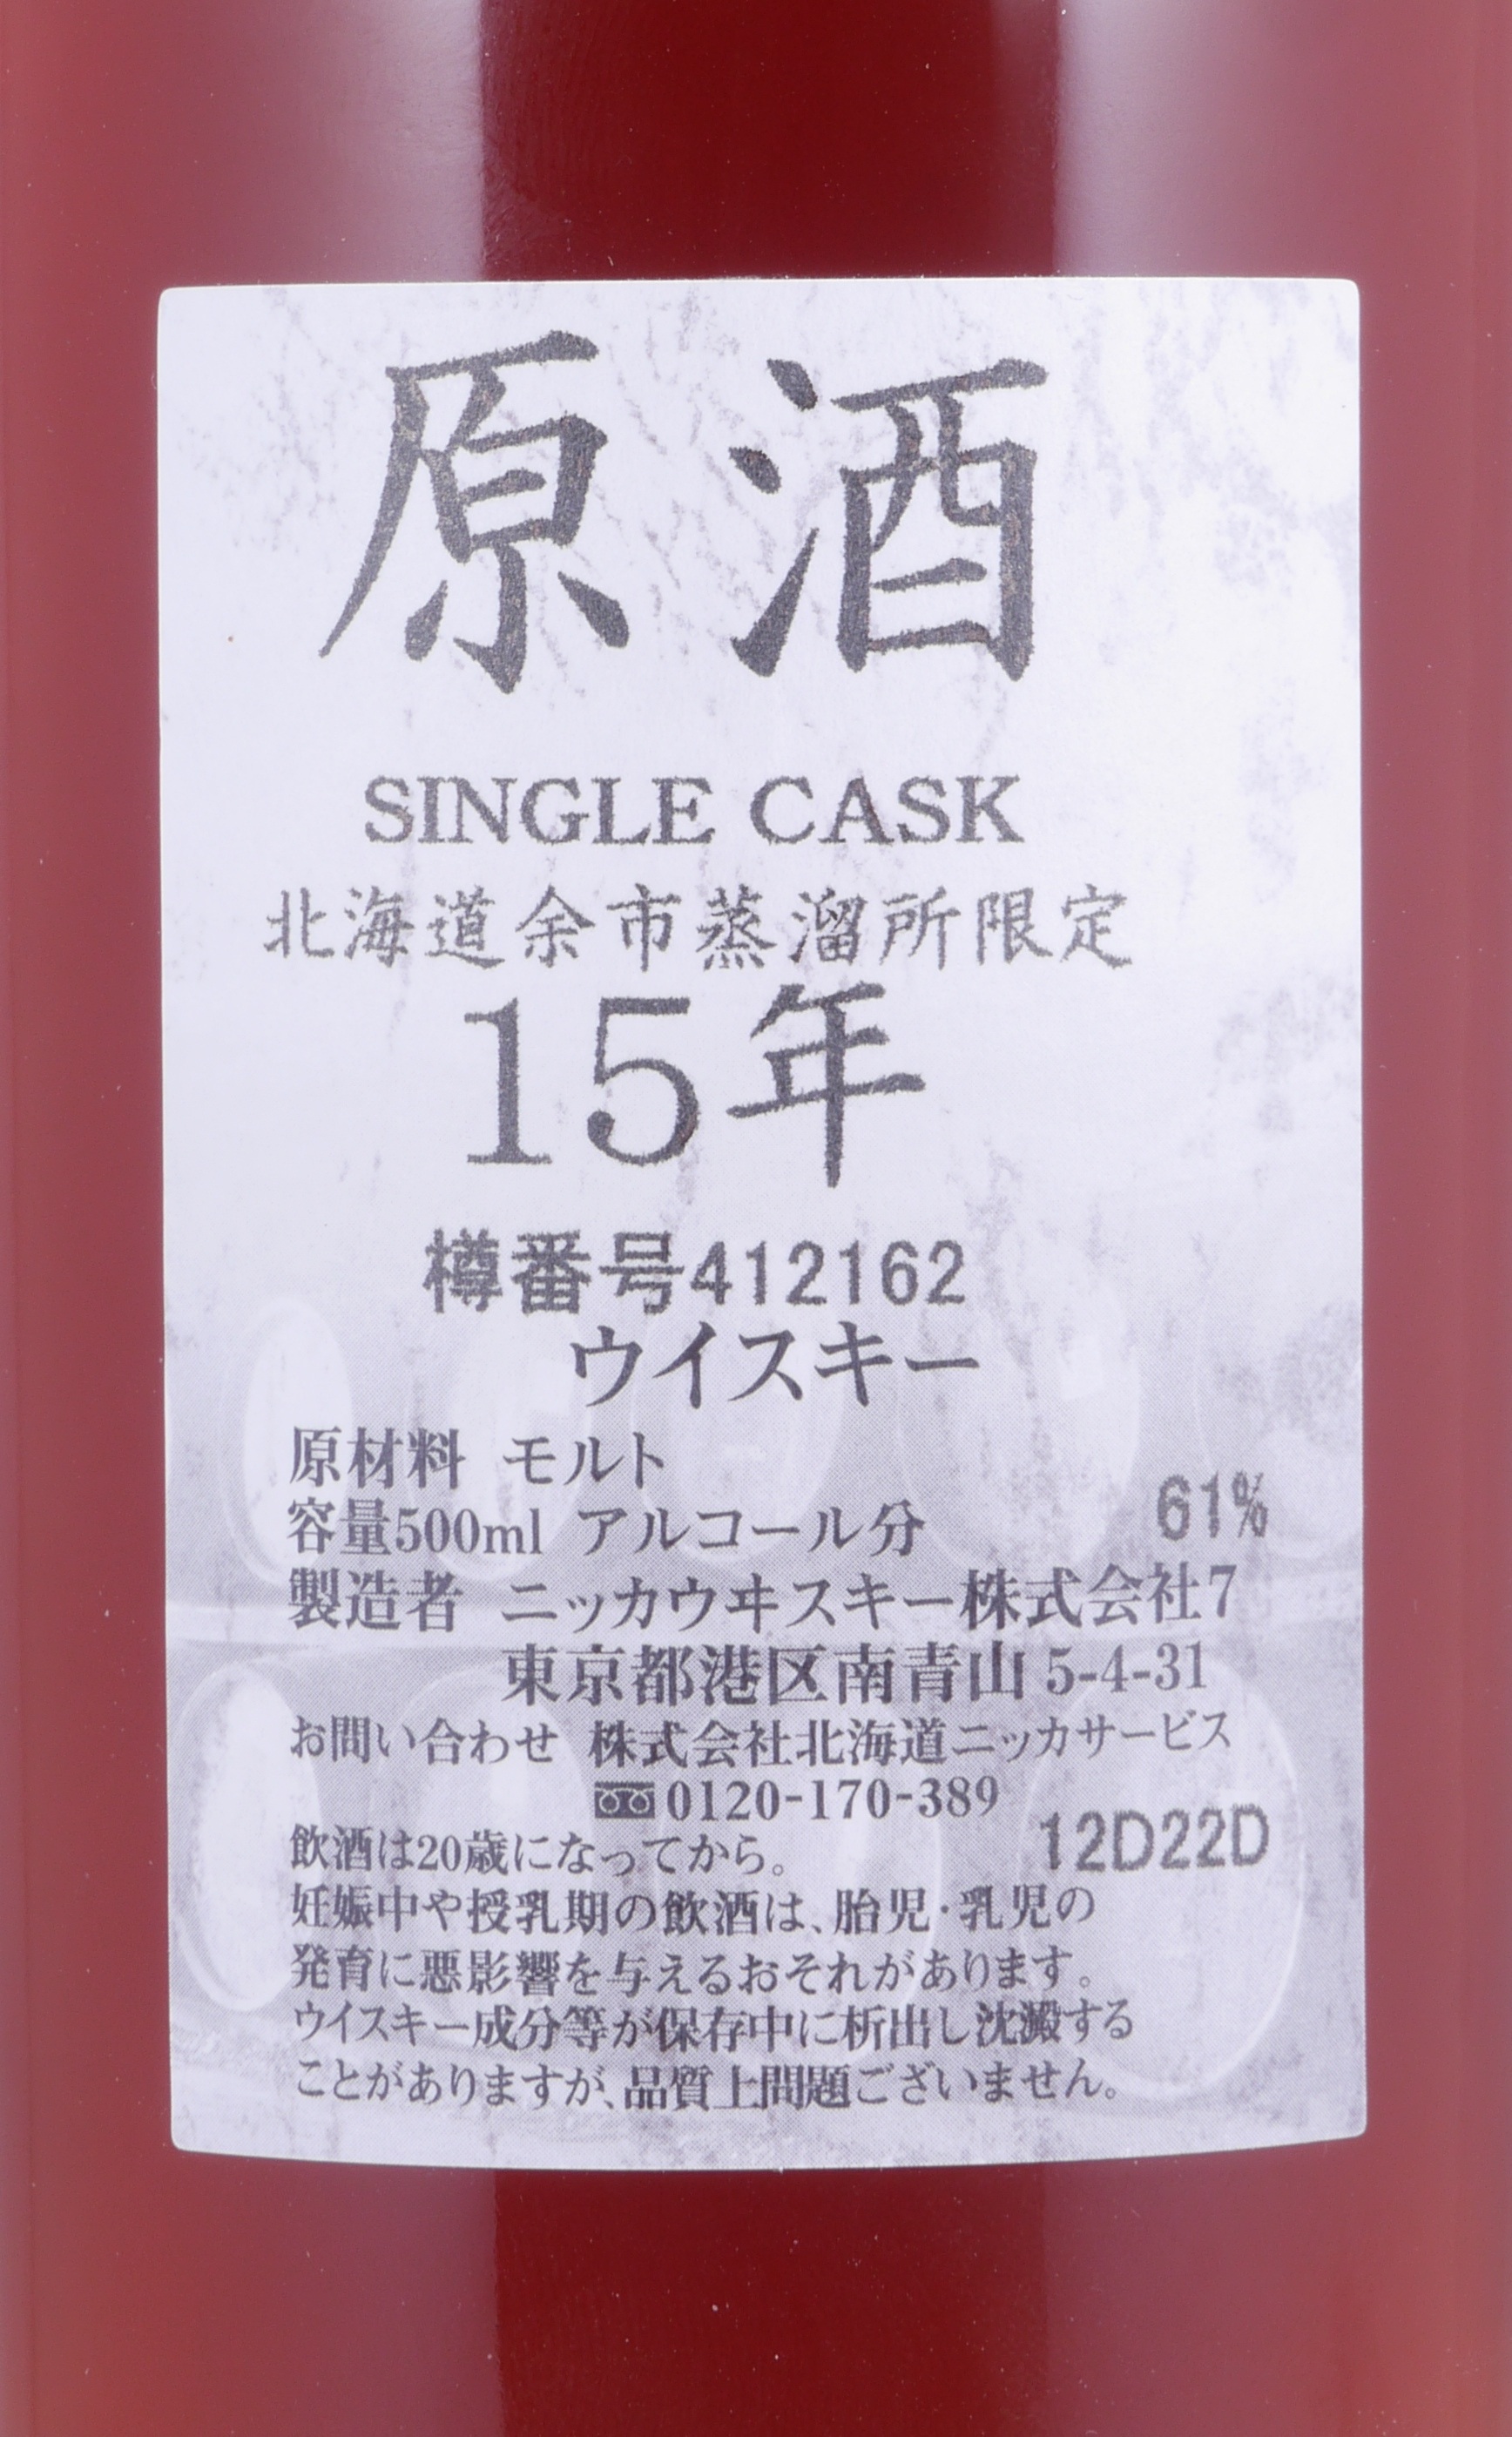 原酒
SINGLE CASK
北海道余市蒸溜所限定
15年
樽番号412162
ウイスキー
原材料 モルト
容量500ml アルコール分 61%
製造者 ニッカウヰスキー株式会社7
東京都港区南青山 5-4-31
お問い合わせ 株式会社北海道ニッカサービス
0120-170-389
飲酒は20歳になってから。 12D22D
妊娠中や授乳期の飲酒は、胎児・乳児の
発育に悪影響を与えるおそれがあります。
ウイスキー成分等が保存中に析出し沈澱する
ことがありますが、品質上問題ございません。